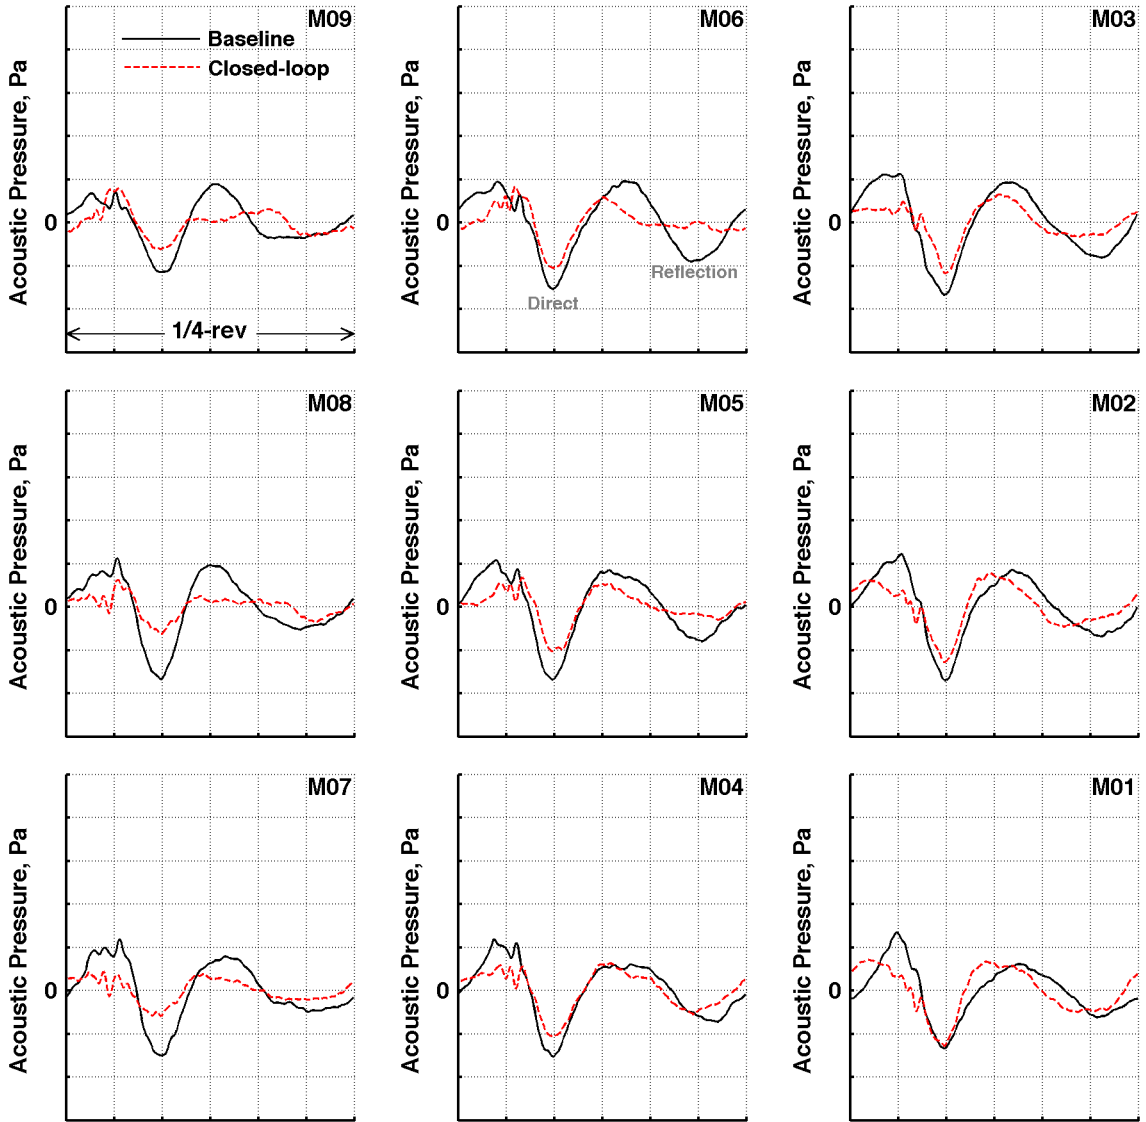 M09
Baseline
Closed-loop
Acoustic Pressure, Pa
0
1/4-rev
M06
Acoustic Pressure, Pa
0
Direct
Reflection
M03
Acoustic Pressure, Pa
0
M08
Acoustic Pressure, Pa
0
M05
Acoustic Pressure, Pa
0
M02
Acoustic Pressure, Pa
0
M07
Acoustic Pressure, Pa
0
M04
Acoustic Pressure, Pa
0
M01
Acoustic Pressure, Pa
0